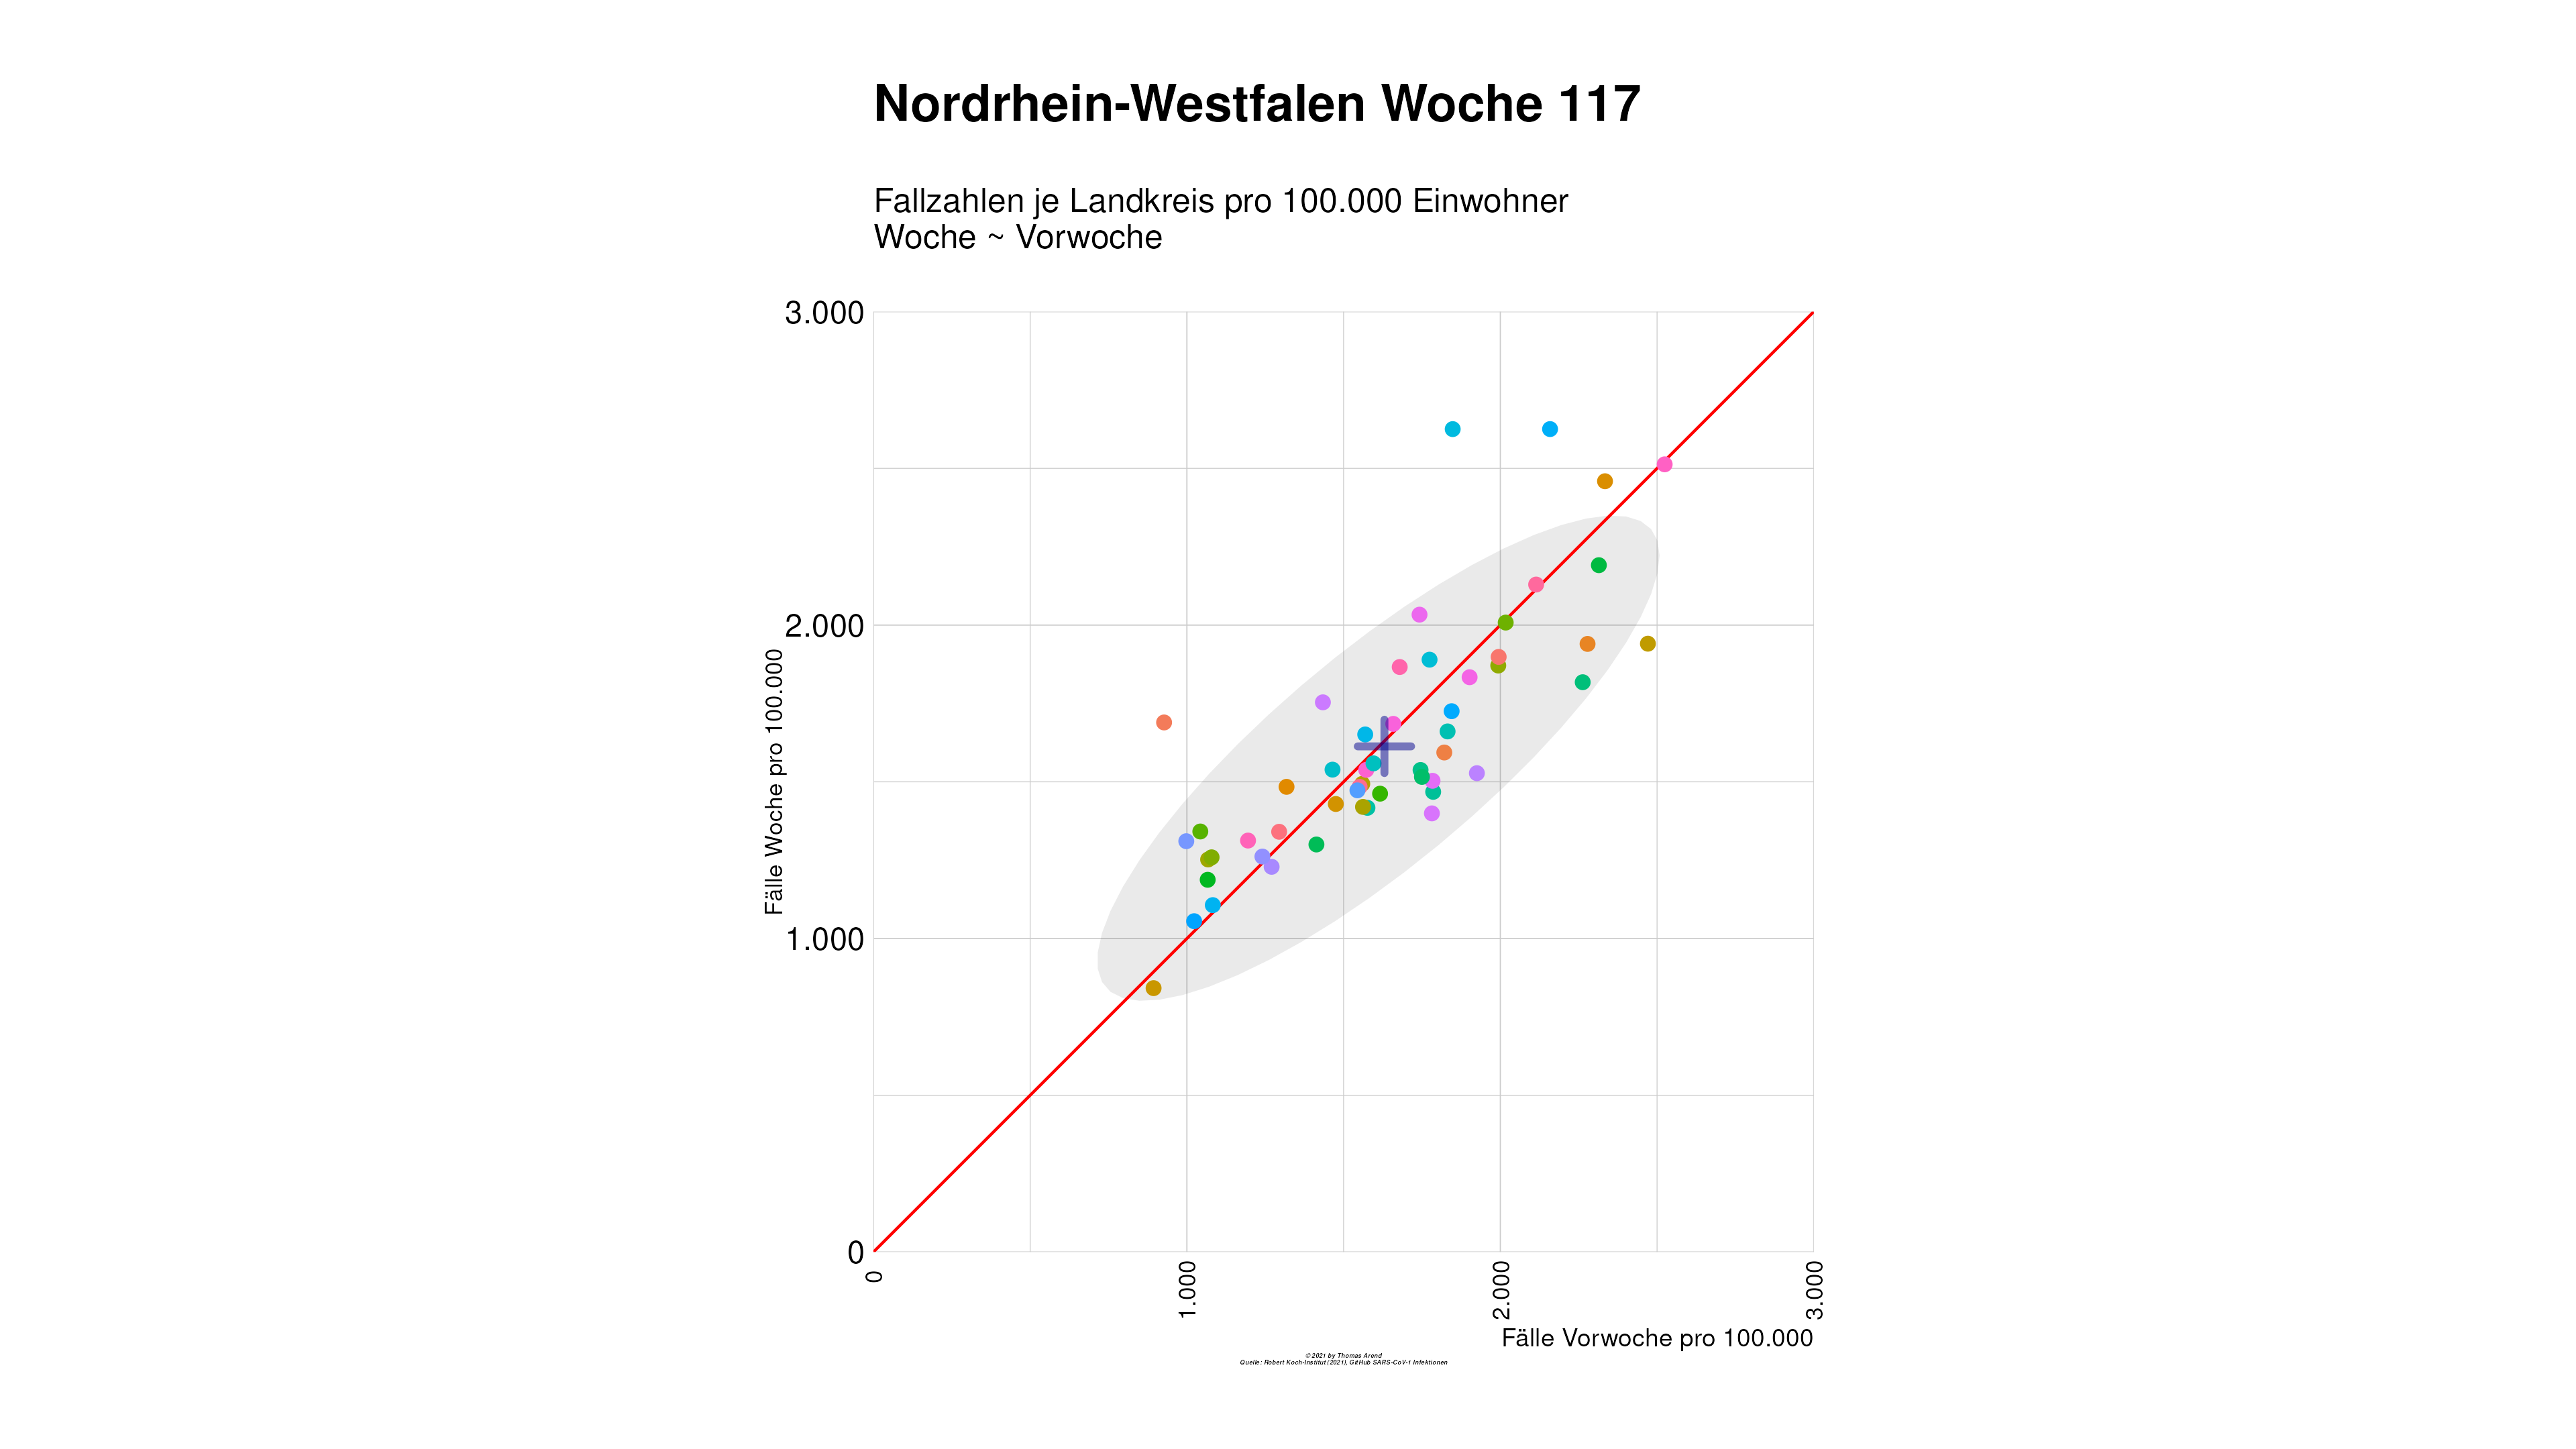 Nordrhein-Westfalen Woche 117
Fallzahlen je Landkreis pro 100.000 Einwohner
Woche ~ Vorwoche
3.000
2.000
1.000
0
Fälle Woche pro 100.000
0
1.000
2.000
3.000
Fälle Vorwoche pro 100.000
© 2021 by Thomas Arend
Quelle: Robert Koch-Institut (2021), GitHub SARS-CoV-1 Infektionen